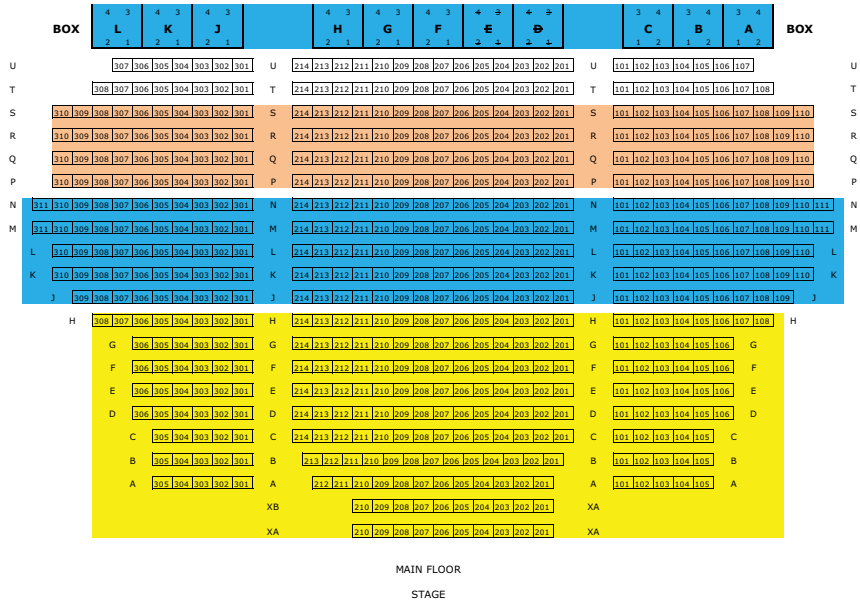 4 3 4 3 4 3 4 3 4 3 4 3 4 3 4 3 3 4 3 4 3 4
BOX L K J H G F E D C B A BOX
2 1 2 1 2 1 2 1 2 1 2 1 2 1 2 1 1 2 1 2 1 2
U 307 306 305 304 303 302 301 U 214 213 212 211 210 209 208 207 206 205 204 203 202 201 U 101 102 103 104 105 106 107 U
T 308 307 306 305 304 303 302 301 T 214 213 212 211 210 209 208 207 206 205 204 203 202 201 T 101 102 103 104 105 106 107 108 T
S 310 309 308 307 306 305 304 303 302 301 S 214 213 212 211 210 209 208 207 206 205 204 203 202 201 S 101 102 103 104 105 106 107 108 109 110 S
R 310 309 308 307 306 305 304 303 302 301 R 214 213 212 211 210 209 208 207 206 205 204 203 202 201 R 101 102 103 104 105 106 107 108 109 110 R
Q 310 309 308 307 306 305 304 303 302 301 Q 214 213 212 211 210 209 208 207 206 205 204 203 202 201 Q 101 102 103 104 105 106 107 108 109 110 Q
P 310 309 308 307 306 305 304 303 302 301 P 214 213 212 211 210 209 208 207 206 205 204 203 202 201 P 101 102 103 104 105 106 107 108 109 110 P
N 311 310 309 308 307 306 305 304 303 302 301 N 214 213 212 211 210 209 208 207 206 205 204 203 202 201 N 101 102 103 104 105 106 107 108 109 110 111 N
M 311 310 309 308 307 306 305 304 303 302 301 M 214 213 212 211 210 209 208 207 206 205 204 203 202 201 M 101 102 103 104 105 106 107 108 109 110 111 M
L 310 309 308 307 306 305 304 303 302 301 L 214 213 212 211 210 209 208 207 206 205 204 203 202 201 L 101 102 103 104 105 106 107 108 109 110 L
K 310 309 308 307 306 305 304 303 302 301 K 214 213 212 211 210 209 208 207 206 205 204 203 202 201 K 101 102 103 104 105 106 107 108 109 110 K
J 309 308 307 306 305 304 303 302 301 J 214 213 212 211 210 209 208 207 206 205 204 203 202 201 J 101 102 103 104 105 106 107 108 109 J
H 308 307 306 305 304 303 302 301 H 214 213 212 211 210 209 208 207 206 205 204 203 202 201 H 101 102 103 104 105 106 107 108 H
G 306 305 304 303 302 301 G 214 213 212 211 210 209 208 207 206 205 204 203 202 201 G 101 102 103 104 105 106 G
F 306 305 304 303 302 301 F 214 213 212 211 210 209 208 207 206 205 204 203 202 201 F 101 102 103 104 105 106 F
E 306 305 304 303 302 301 E 214 213 212 211 210 209 208 207 206 205 204 203 202 201 E 101 102 103 104 105 106 E
D 306 305 304 303 302 301 D 214 213 212 211 210 209 208 207 206 205 204 203 202 201 D 101 102 103 104 105 106 D
C 305 304 303 302 301 C 214 213 212 211 210 209 208 207 206 205 204 203 202 201 C 101 102 103 104 105 C
B 305 304 303 302 301 B 213 212 211 210 209 208 207 206 205 204 203 202 201 B 101 102 103 104 105 B
A 305 304 303 302 301 A 212 211 210 209 208 207 206 205 204 203 202 201 A 101 102 103 104 105 A
XB 210 209 208 207 206 205 204 203 202 201 XA
XA 210 209 208 207 206 205 204 203 202 201 XA
MAIN FLOOR
STAGE